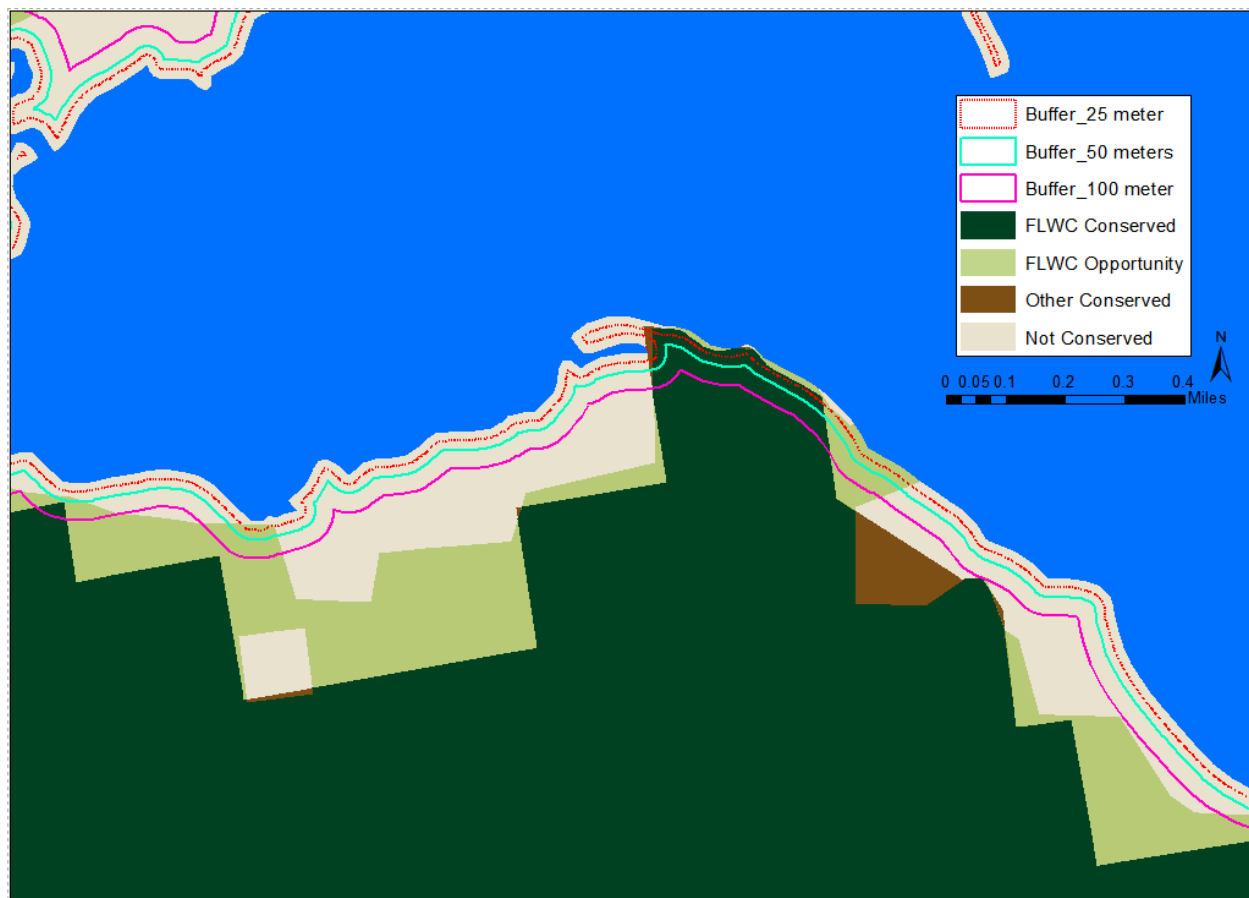 Buffer_25 meter
Buffer_50 meters
Buffer_100 meter
FLWC Conserved
FLWC Opportunity
Other Conserved
Not Conserved
N
0 0.05 0.1 0.2 0.3 0.4
Miles